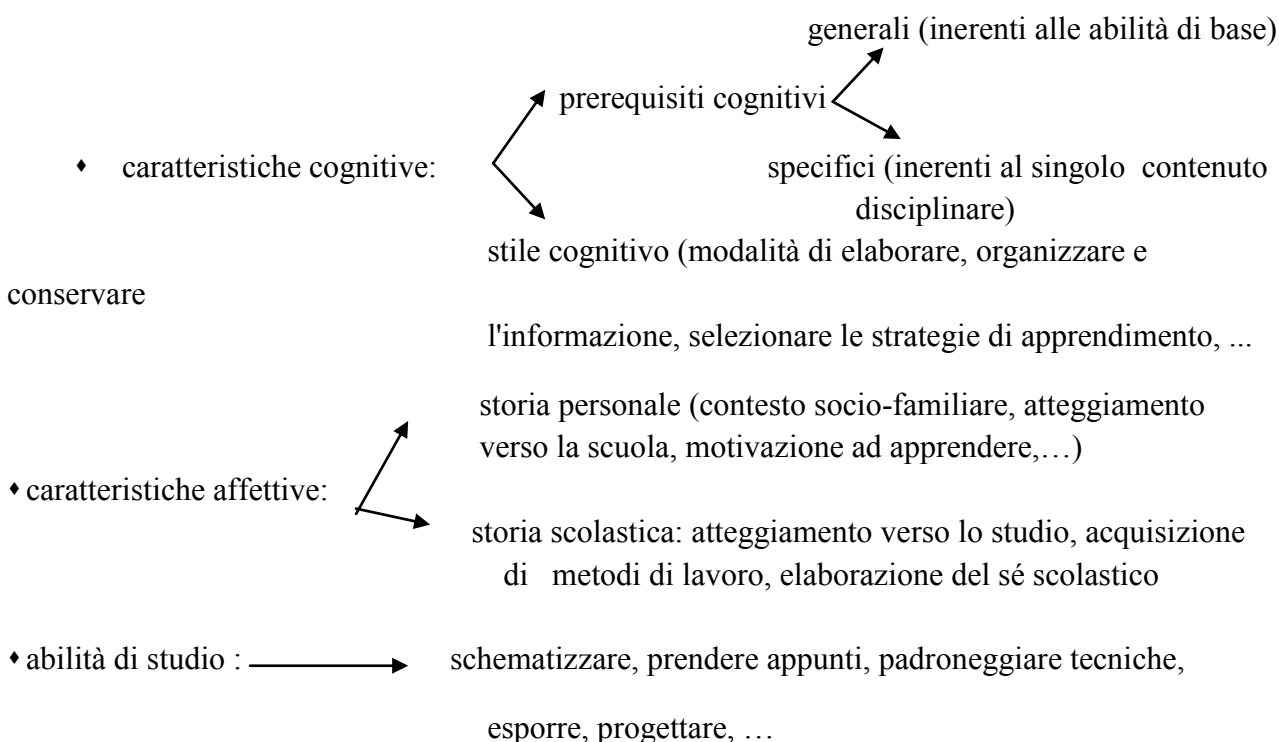 generali (inerenti alle abilità di base)
prerequisiti cognitivi
♦ caratteristiche cognitive:
specifici (inerenti al singolo contenuto
disciplinare)
stile cognitivo (modalità di elaborare, organizzare e
conservare
l'informazione, selezionare le strategie di apprendimento, ...
storia personale (contesto socio-familiare, atteggiamento
verso la scuola, motivazione ad apprendere,…)
♦ caratteristiche affettive:
storia scolastica: atteggiamento verso lo studio, acquisizione
di metodi di lavoro, elaborazione del sé scolastico
♦ abilità di studio : schematizzare, prendere appunti, padroneggiare tecniche,
esporre, progettare, …